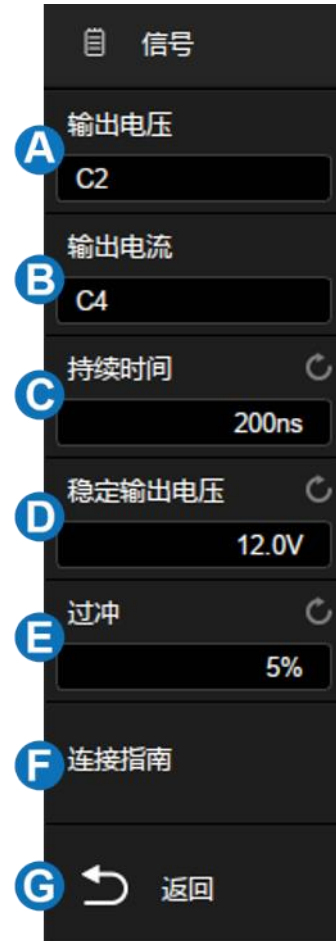 信号
输出电压
A
C2
输出电流
B
C4
持续时间
C
200ns
稳定输出电压
D
12.0V
过冲
E
5%
F 连接指南
G 返回